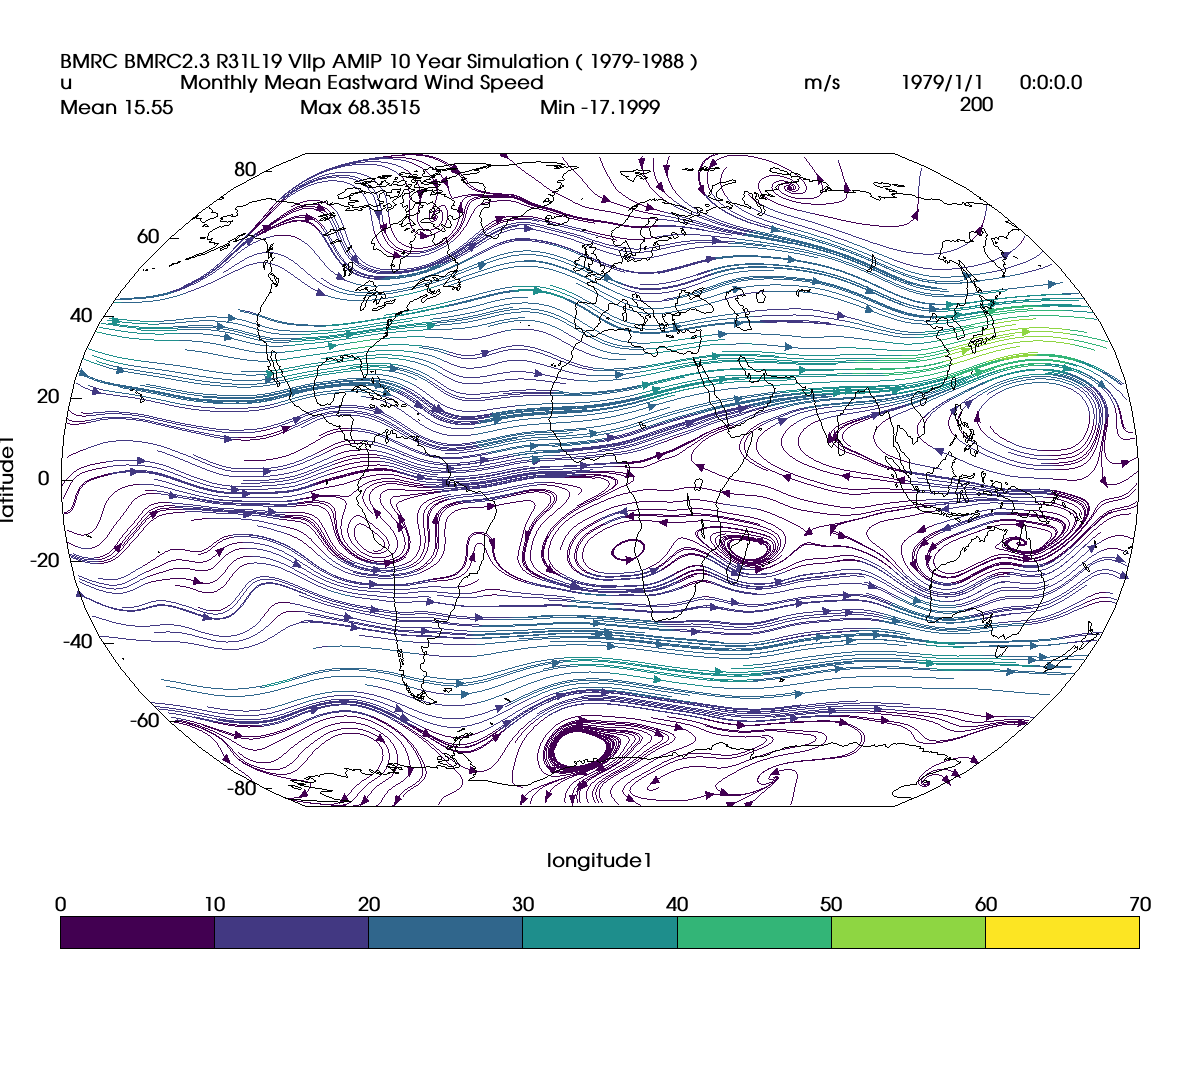 BMRC BMRC2.3 R31L19 VIIp AMIP 10 Year Simulation ( 1979-1988 )
u Monthly Mean Eastward Wind Speed m/s 1979/1/1 0:0:0.0
Mean 15.55 Max 68.3515 Min -17.1999 200
80
60
40
20
0
-20
-40
-60
-80
latitude1
longitude1
0 10 20 30 40 50 60 70